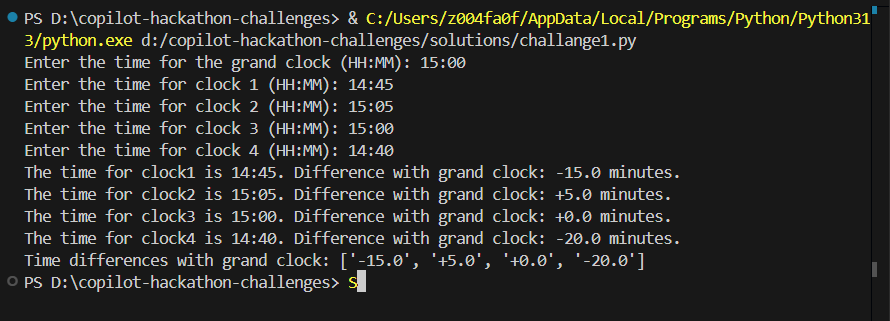 PS D:\copilot-hackathon-challenges> & C:/Users/z004fa0f/AppData/Local/Programs/Python/Python31
3/python.exe d:/copilot-hackathon-challenges/solutions/challange1.py
Enter the time for the grand clock (HH:MM): 15:00
Enter the time for clock 1 (HH:MM): 14:45
Enter the time for clock 2 (HH:MM): 15:05
Enter the time for clock 3 (HH:MM): 15:00
Enter the time for clock 4 (HH:MM): 14:40
The time for clock1 is 14:45. Difference with grand clock: -15.0 minutes.
The time for clock2 is 15:05. Difference with grand clock: +5.0 minutes.
The time for clock3 is 15:00. Difference with grand clock: +0.0 minutes.
The time for clock4 is 14:40. Difference with grand clock: -20.0 minutes.
Time differences with grand clock: ['-15.0', '+5.0', '+0.0', '-20.0']
PS D:\copilot-hackathon-challenges> S